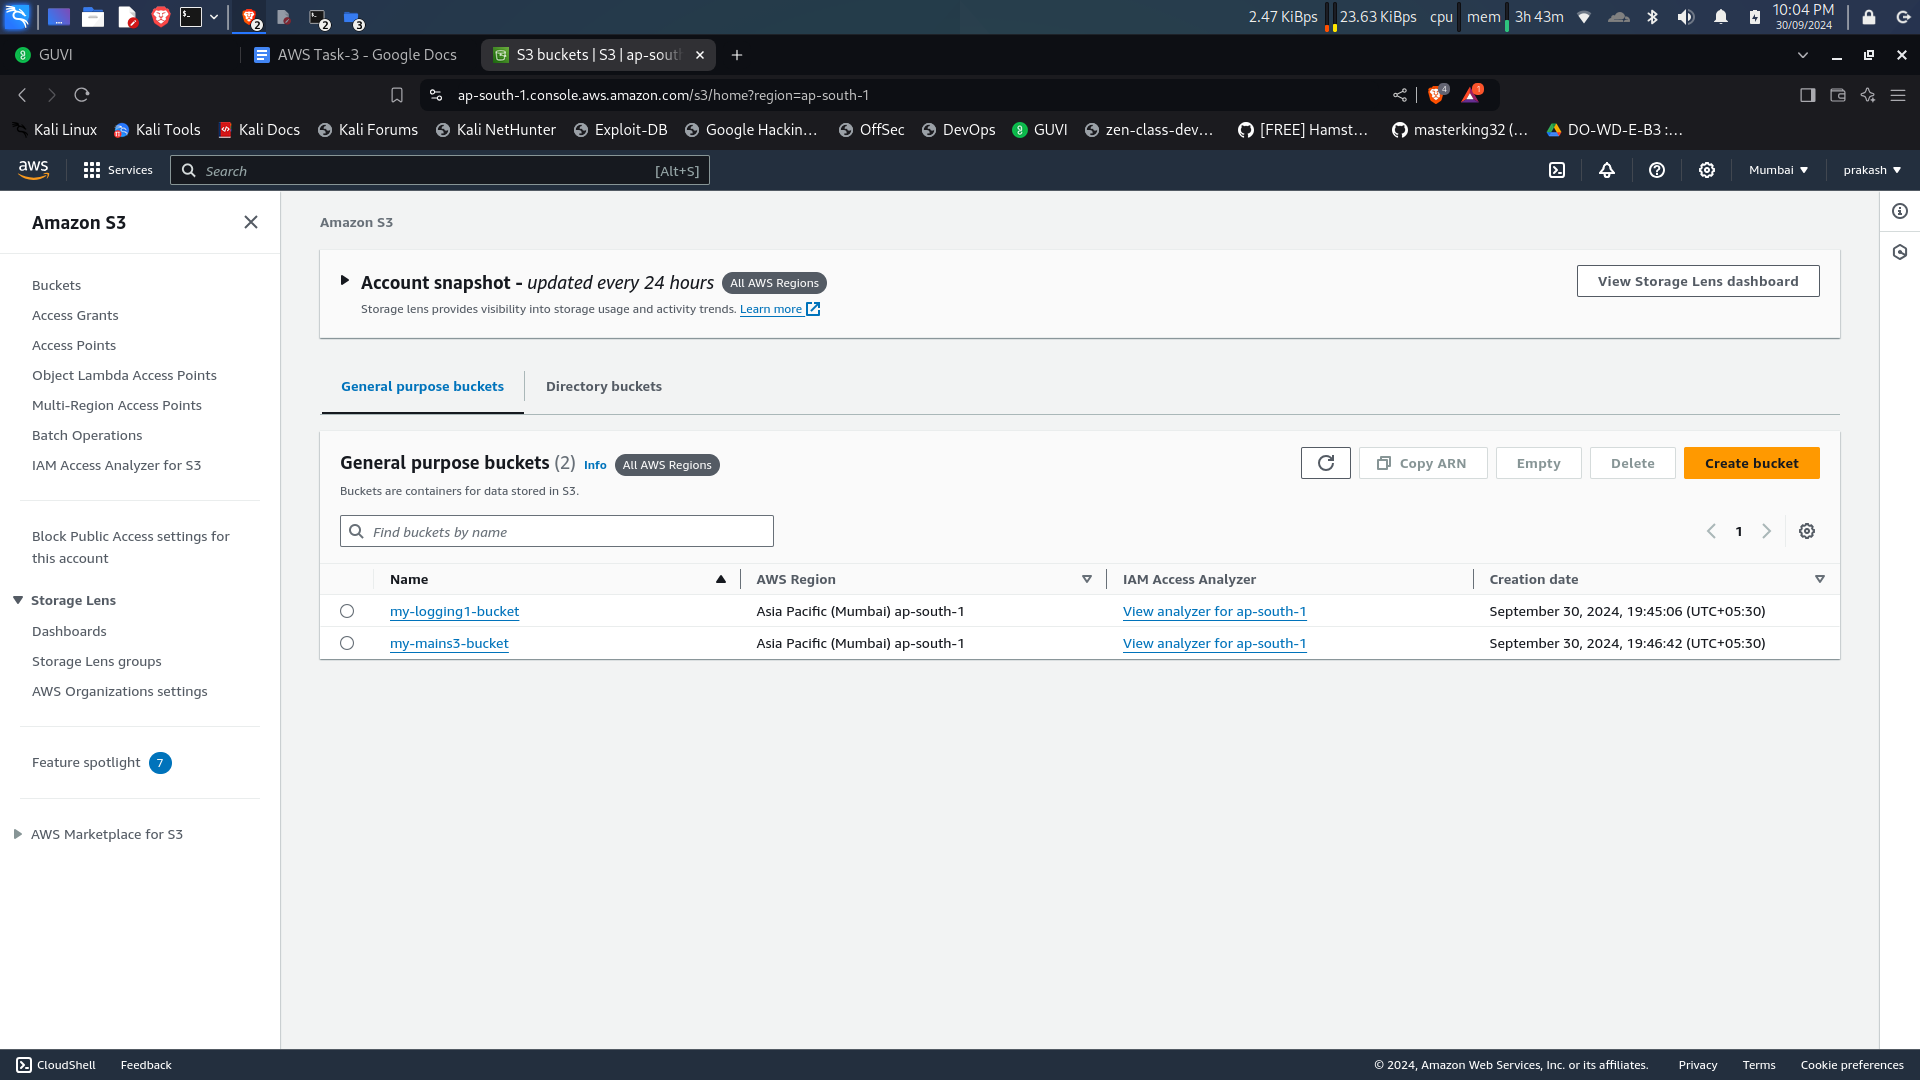 2.47 KiBps 23.63 KiBps cpu mem 3h 43m 10:04 PM
30/09/2024
2 2 3
GUVI AWS Task-3 - Google Docs S3 buckets | S3 | ap-sout
ap-south-1.console.aws.amazon.com/s3/home?region=ap-south-1 4 1
Kali Linux Kali Tools Kali Docs Kali Forums Kali NetHunter Exploit-DB Google Hackin... OffSec DevOps GUVI zen-class-dev... [FREE] Hamst... masterking32 (... DO-WD-E-B3 :...
aws Services Search [Alt+S] Mumbai prakash
Amazon S3
Buckets
Access Grants
Access Points
Object Lambda Access Points
Multi-Region Access Points
Batch Operations
IAM Access Analyzer for S3
Block Public Access settings for
this account
Storage Lens
Dashboards
Storage Lens groups
AWS Organizations settings
Feature spotlight 7
AWS Marketplace for S3
Amazon S3
Account snapshot - updated every 24 hours All AWS Regions
Storage lens provides visibility into storage usage and activity trends. Learn more
View Storage Lens dashboard
General purpose buckets Directory buckets
General purpose buckets (2) Info All AWS Regions
Buckets are containers for data stored in S3.
Copy ARN Empty Delete Create bucket
Find buckets by name 1
Name AWS Region IAM Access Analyzer Creation date
my-logging1-bucket Asia Pacific (Mumbai) ap-south-1 View analyzer for ap-south-1 September 30, 2024, 19:45:06 (UTC+05:30)
my-mains3-bucket Asia Pacific (Mumbai) ap-south-1 View analyzer for ap-south-1 September 30, 2024, 19:46:42 (UTC+05:30)
CloudShell Feedback © 2024, Amazon Web Services, Inc. or its affiliates. Privacy Terms Cookie preferences